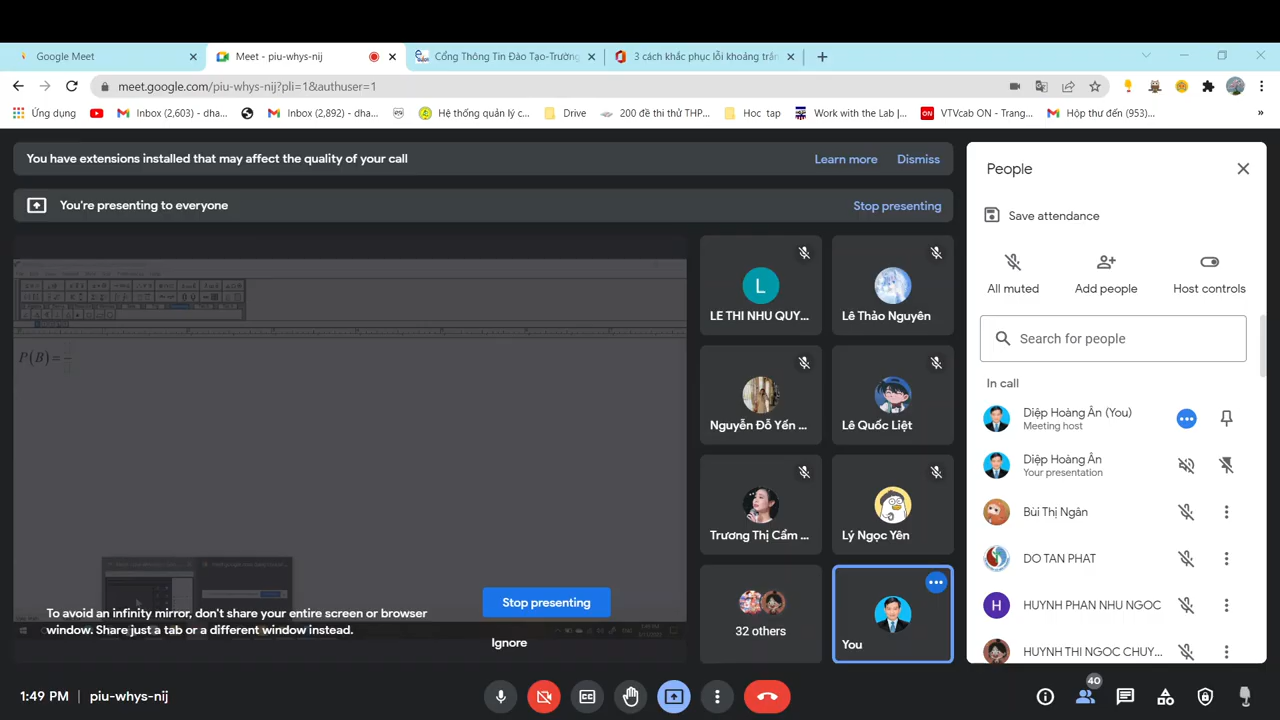 Google Meet
Meet - piu-whys-nij
Cổng Thông Tin Đào Tạo-Trường
3 cách khắc phục lỗi khoảng trắn
meet.google.com/piu-whys-nij?pli=1&authuser=1
Ứng dụng
Inbox (2,603) - dha...
Inbox (2,892) - dha...
Hệ thống quản lý c...
Drive
200 đề thi thử THP...
Hoc tap
Work with the Lab |...
VTVcab ON - Trang...
Hộp thư đến (953)...
»
You have extensions installed that may affect the quality of your call
Learn more
Dismiss
You're presenting to everyone
Stop presenting
P(B)=
To avoid an infinity mirror, don't share your entire screen or browser
window. Share just a tab or a different window instead.
Stop presenting
Ignore
L
LE THI NHU QUY...
Lê Thảo Nguyên
Nguyễn Đỗ Yến ...
Lê Quốc Liệt
Trương Thị Cẩm ...
Lý Ngọc Yên
32 others
You
People
Save attendance
All muted
Add people
Host controls
Search for people
In call
Diệp Hoàng Ân (You)
Meeting host
Diệp Hoàng Ân
Your presentation
Bùi Thị Ngân
DO TAN PHAT
H
HUYNH PHAN NHU NGOC
HUYNH THI NGOC CHUY...
1:49 PM
piu-whys-nij
40